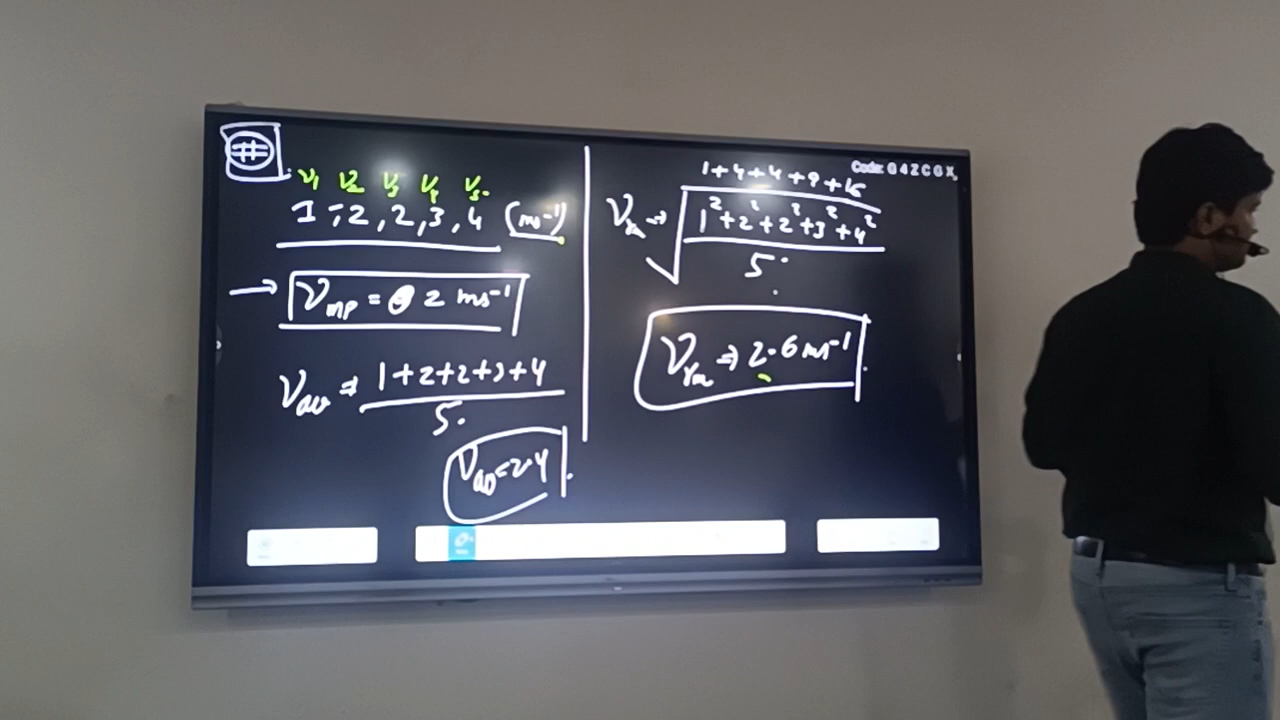 #
v₁ v₂ v₃ v₄ v₅.
1, 2, 2, 3, 4 (ms⁻¹)
→ Vmp = 2 ms⁻¹
Vav ⇒ 1+2+2+3+4
5.
Vav=2.4
Code: G4ZCGX
1+4+4+9+16
⇒ √1²+2²+2²+3²+4²
5
⇒ 2.6 ms⁻¹